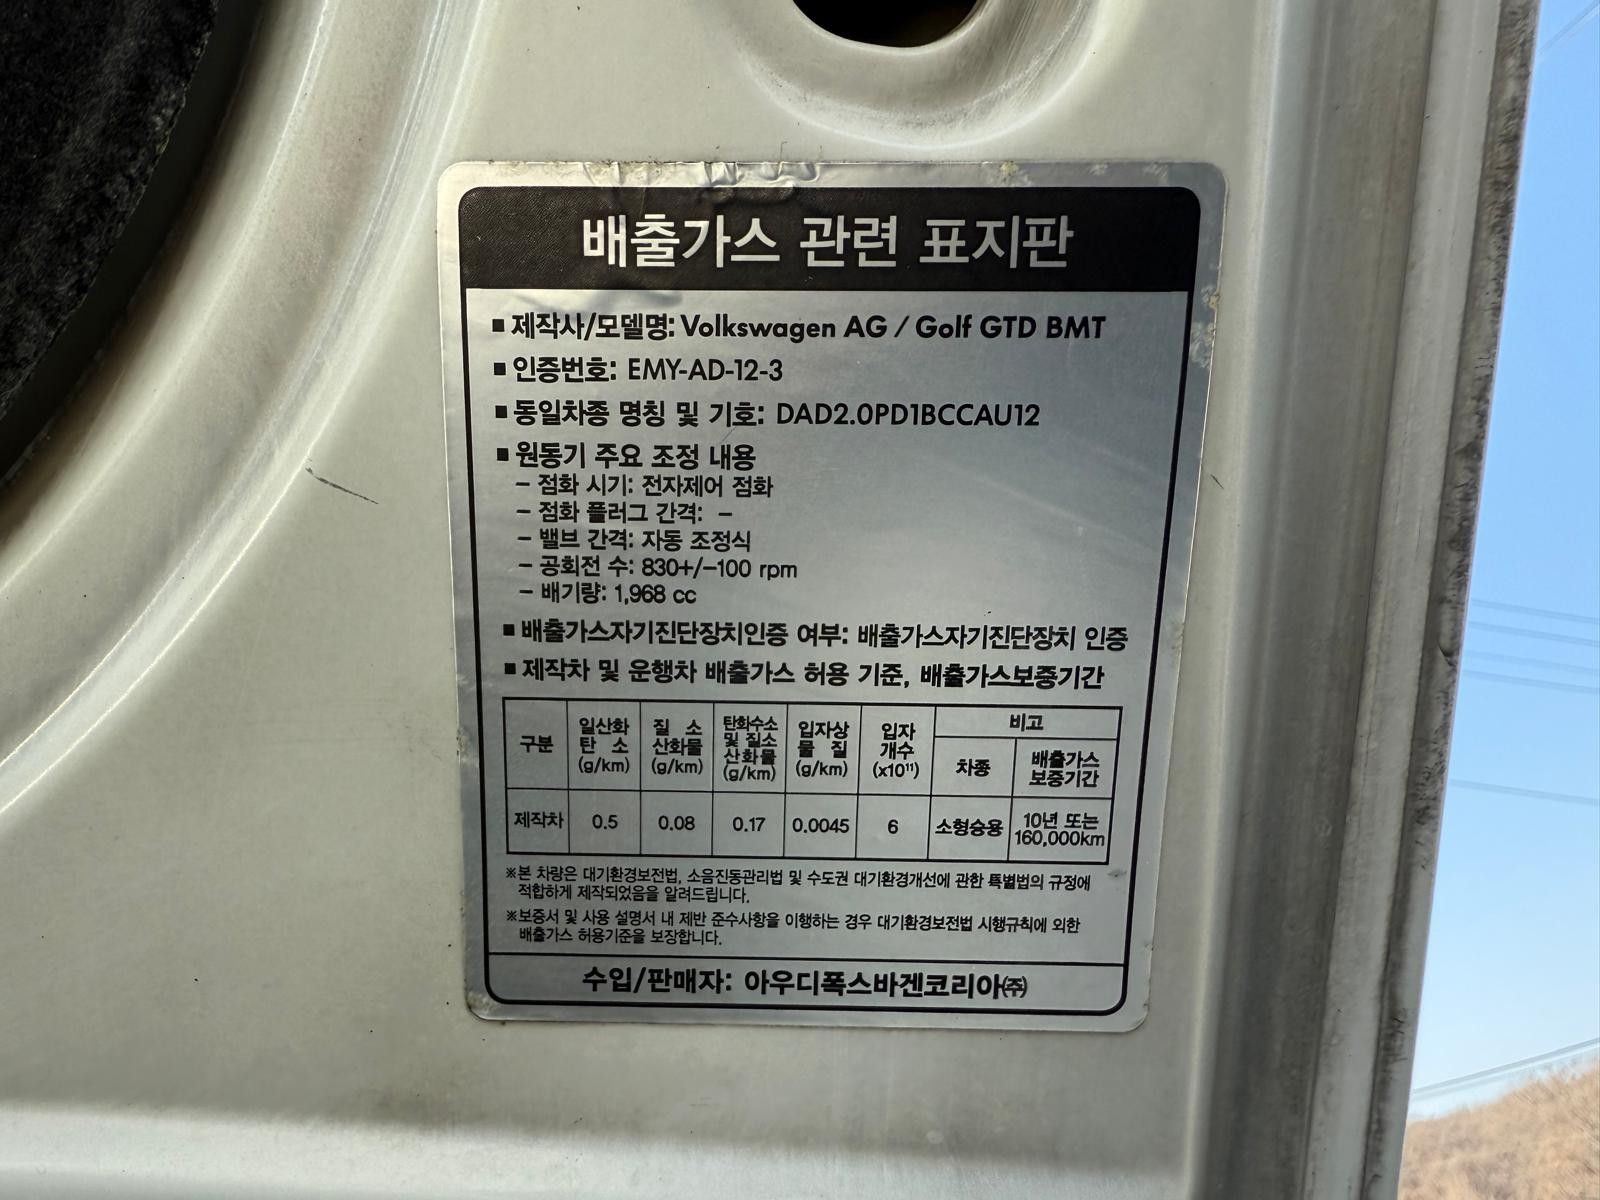 배출가스 관련 표지판
■ 제작사/모델명: Volkswagen AG / Golf GTD BMT
■ 인증번호: EMY-AD-12-3
■ 동일차종 명칭 및 기호: DAD2.0PD1BCCAU12
■ 원동기 주요 조정 내용
- 점화 시기: 전자제어 점화
- 점화 플러그 간격: -
- 밸브 간격: 자동 조정식
- 공회전 수: 830+/-100 rpm
- 배기량: 1,968 cc
■ 배출가스자기진단장치인증 여부: 배출가스자기진단장치 인증
■ 제작차 및 운행차 배출가스 허용 기준, 배출가스보증기간
구분 일산화 탄 소 (g/km) 질 소 산화물 (g/km) 탄화수소 및 질소 산화물 (g/km) 입자상 물 질 (g/km) 입자 개수 (x10¹¹) 비고
차종 배출가스 보증기간
제작차 0.5 0.08 0.17 0.0045 6 소형승용 10년 또는 160,000km
※본 차량은 대기환경보전법, 소음진동관리법 및 수도권 대기환경개선에 관한 특별법의 규정에
적합하게 제작되었음을 알려드립니다.
※보증서 및 사용 설명서 내 제반 준수사항을 이행하는 경우 대기환경보전법 시행규칙에 의한
배출가스 허용기준을 보장합니다.
수입/판매자: 아우디폭스바겐코리아㈜